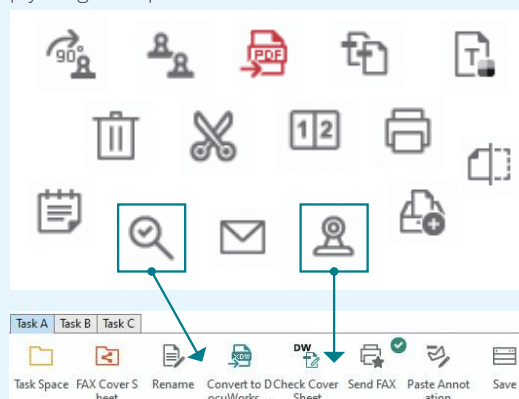 90°
PDF
T
1 2
Task A Task B Task C
XDW
DW
Task Space FAX Cover S Rename Convert to D Check Cover Send FAX Paste Annot Save
heet ocuWorks ... Sheet ation